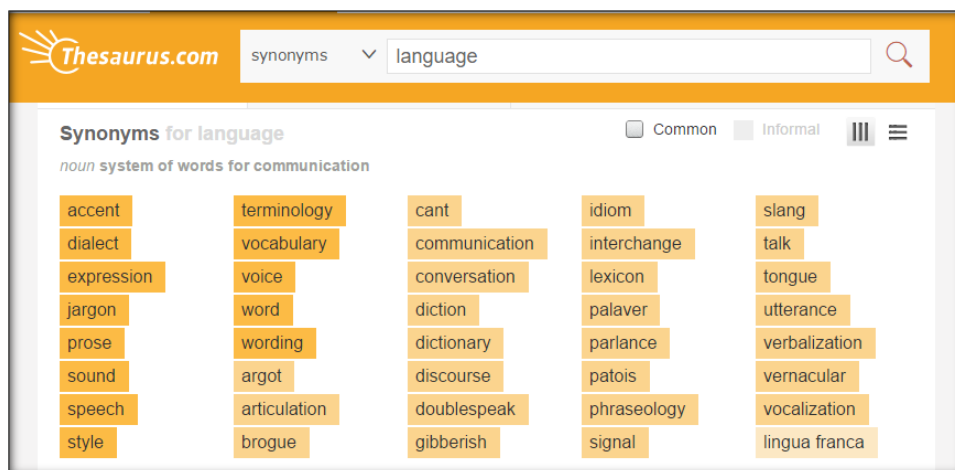 Thesaurus.com synonyms language
Synonyms for language Common Informal
noun system of words for communication
accent terminology cant idiom slang
dialect vocabulary communication interchange talk
expression voice conversation lexicon tongue
jargon word diction palaver utterance
prose wording dictionary parlance verbalization
sound argot discourse patois vernacular
speech articulation doublespeak phraseology vocalization
style brogue gibberish signal lingua franca